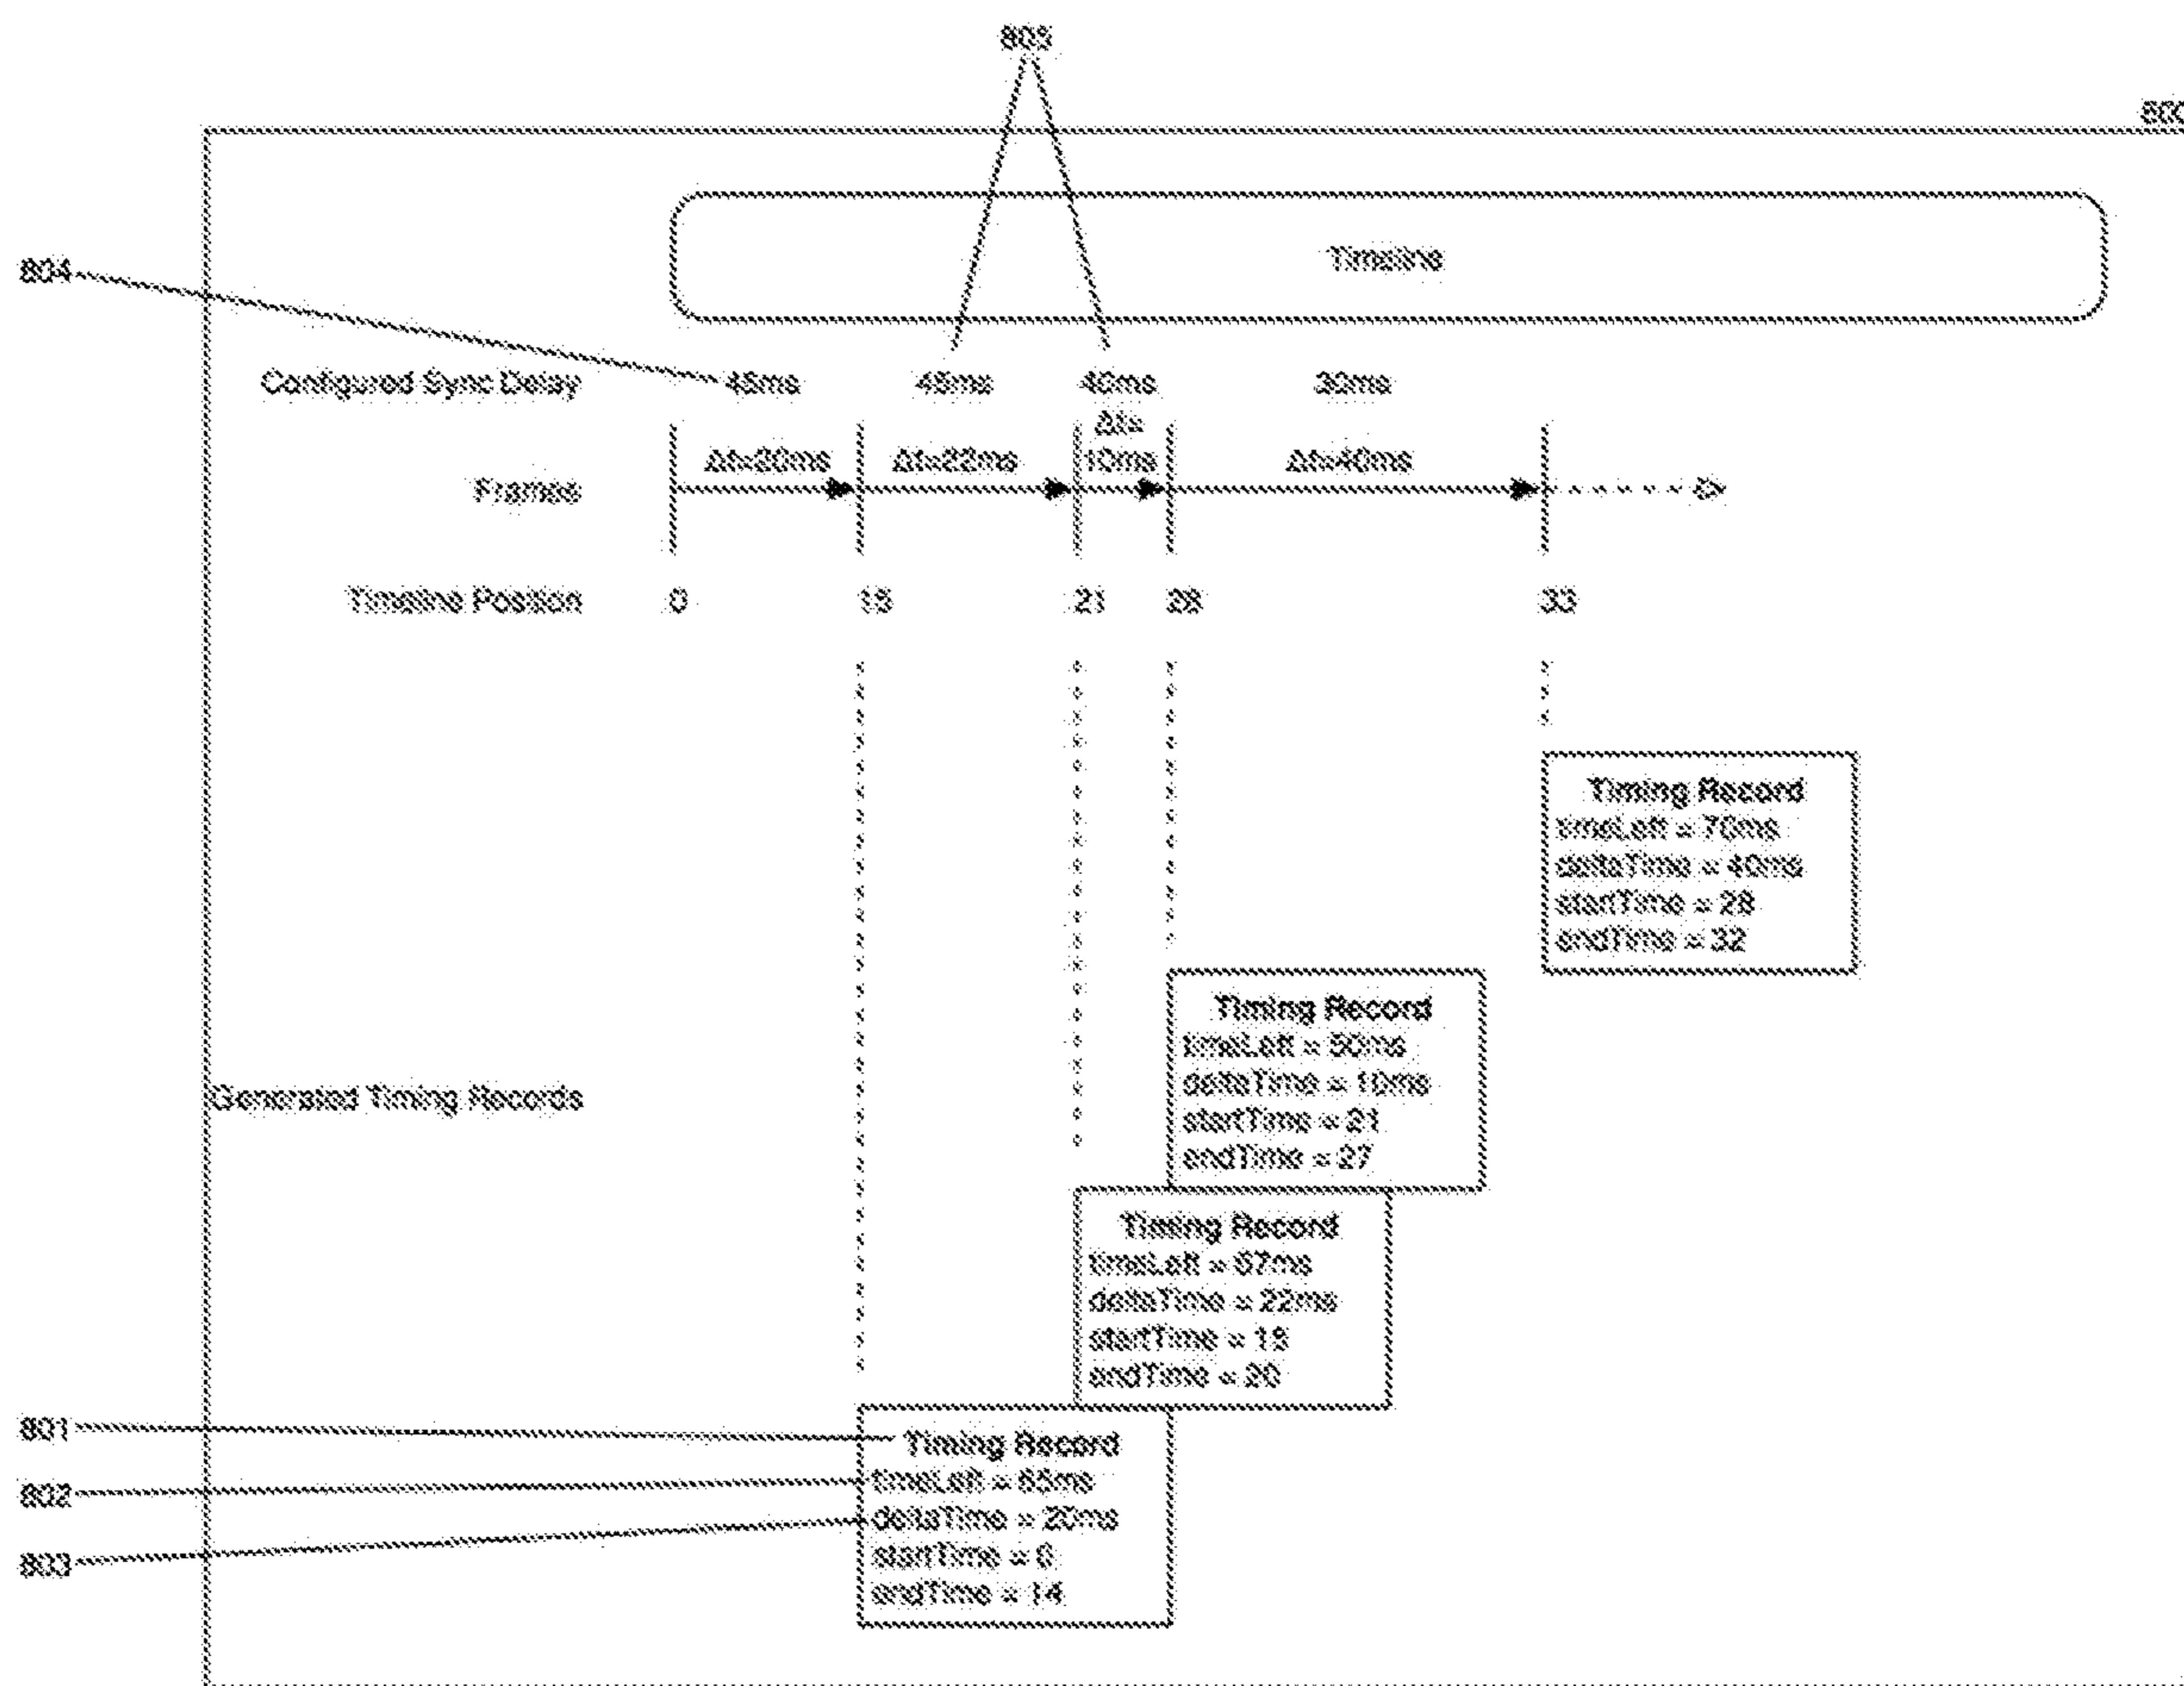 805
800
Timeline
804
Configured Sync Delay 45ms 45ms 40ms 30ms
Δt=
Δt=20ms Δt=22ms 10ms Δt=40ms
Frames
Timeline Position 0 15 21 28 33
Timing Record
timeLeft = 70ms
deltaTime = 40ms
startTime = 28
endTime = 32
Timing Record
timeLeft = 50ms
deltaTime = 10ms
startTime = 21
endTime = 27
Generated Timing Records
Timing Record
timeLeft = 67ms
deltaTime = 22ms
startTime = 15
endTime = 20
801
Timing Record
802
timeLeft = 65ms
803
deltaTime = 20ms
startTime = 0
endTime = 14